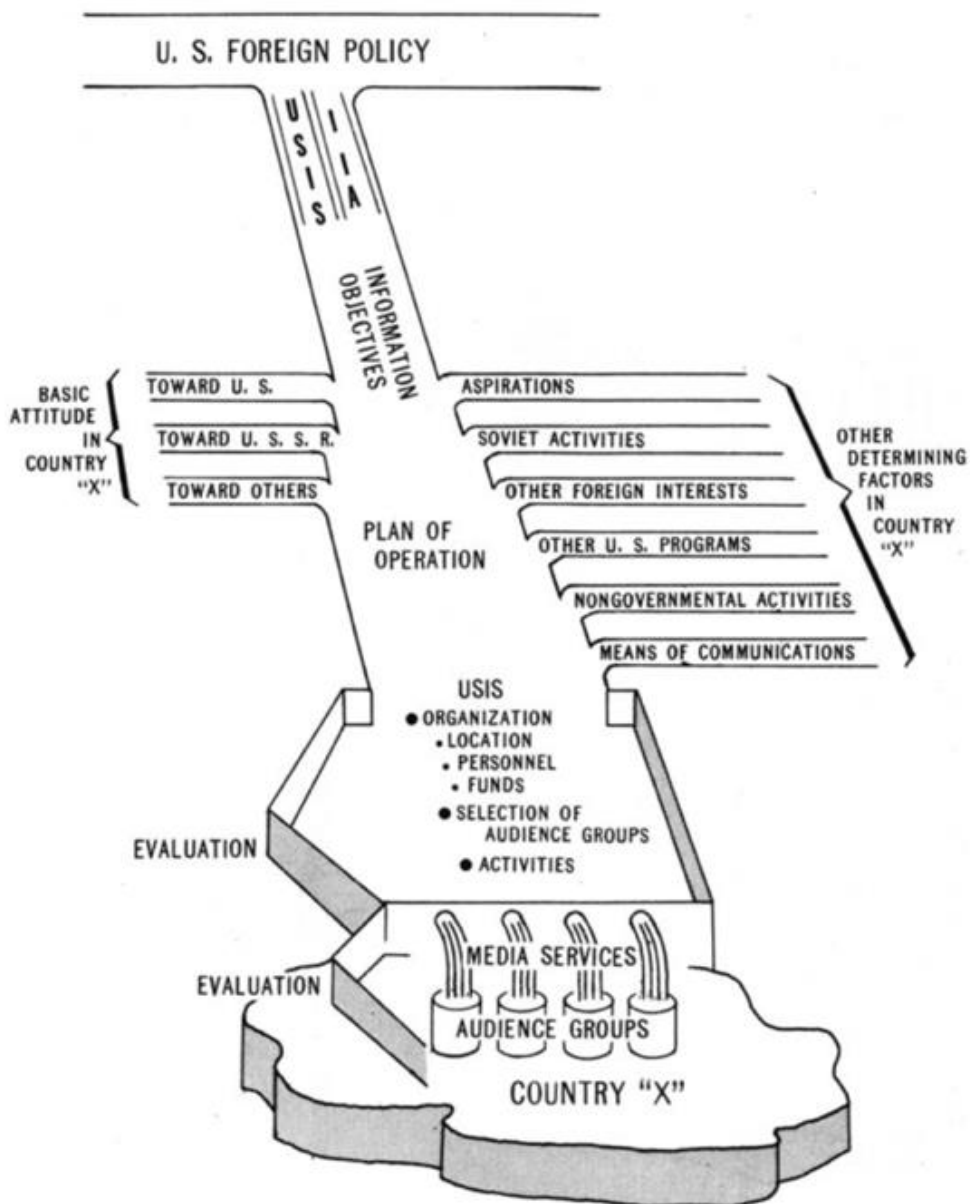 U. S. FOREIGN POLICY
USIS
IIA
INFORMATION
OBJECTIVES
BASIC
ATTITUDE
IN
COUNTRY
"X"
TOWARD U. S.
TOWARD U. S. S. R.
TOWARD OTHERS
ASPIRATIONS
SOVIET ACTIVITIES
OTHER FOREIGN INTERESTS
OTHER U. S. PROGRAMS
NONGOVERNMENTAL ACTIVITIES
MEANS OF COMMUNICATIONS
OTHER
DETERMINING
FACTORS
IN
COUNTRY
"X"
PLAN OF
OPERATION
USIS
● ORGANIZATION
• LOCATION
• PERSONNEL
• FUNDS
● SELECTION OF
AUDIENCE GROUPS
● ACTIVITIES
EVALUATION
MEDIA SERVICES
EVALUATION
AUDIENCE GROUPS
COUNTRY "X"